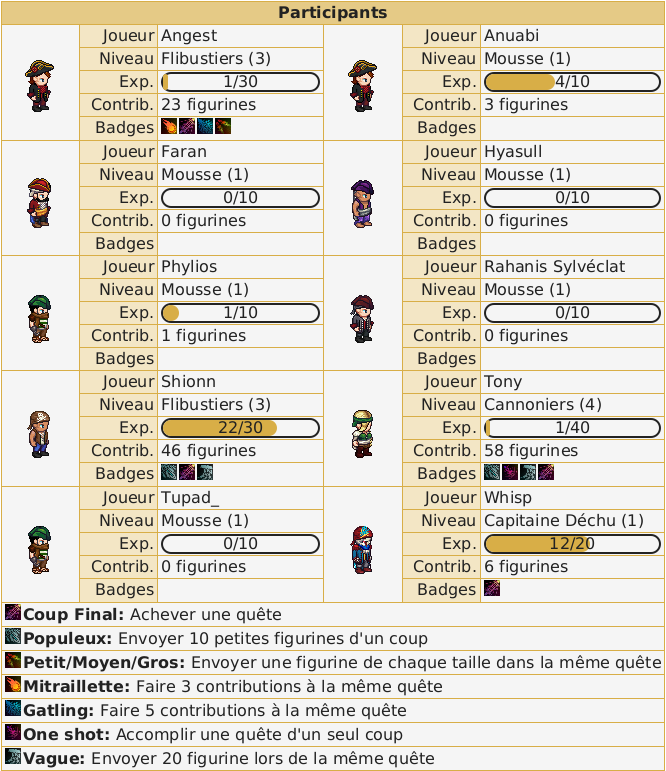 Participants
Joueur Angest
Niveau Flibustiers (3)
Exp. 1/30
Contrib. 23 figurines
Badges
Joueur Anuabi
Niveau Mousse (1)
Exp. 4/10
Contrib. 3 figurines
Badges
Joueur Faran
Niveau Mousse (1)
Exp. 0/10
Contrib. 0 figurines
Badges
Joueur Hyasull
Niveau Mousse (1)
Exp. 0/10
Contrib. 0 figurines
Badges
Joueur Phylios
Niveau Mousse (1)
Exp. 1/10
Contrib. 1 figurines
Badges
Joueur Rahanis Sylvéclat
Niveau Mousse (1)
Exp. 0/10
Contrib. 0 figurines
Badges
Joueur Shionn
Niveau Flibustiers (3)
Exp. 22/30
Contrib. 46 figurines
Badges
Joueur Tony
Niveau Cannoniers (4)
Exp. 1/40
Contrib. 58 figurines
Badges
Joueur Tupad_
Niveau Mousse (1)
Exp. 0/10
Contrib. 0 figurines
Badges
Joueur Whisp
Niveau Capitaine Déchu (1)
Exp. 12/20
Contrib. 6 figurines
Badges
Coup Final: Achever une quête
Populeux: Envoyer 10 petites figurines d'un coup
Petit/Moyen/Gros: Envoyer une figurine de chaque taille dans la même quête
Mitraillette: Faire 3 contributions à la même quête
Gatling: Faire 5 contributions à la même quête
One shot: Accomplir une quête d'un seul coup
Vague: Envoyer 20 figurine lors de la même quête